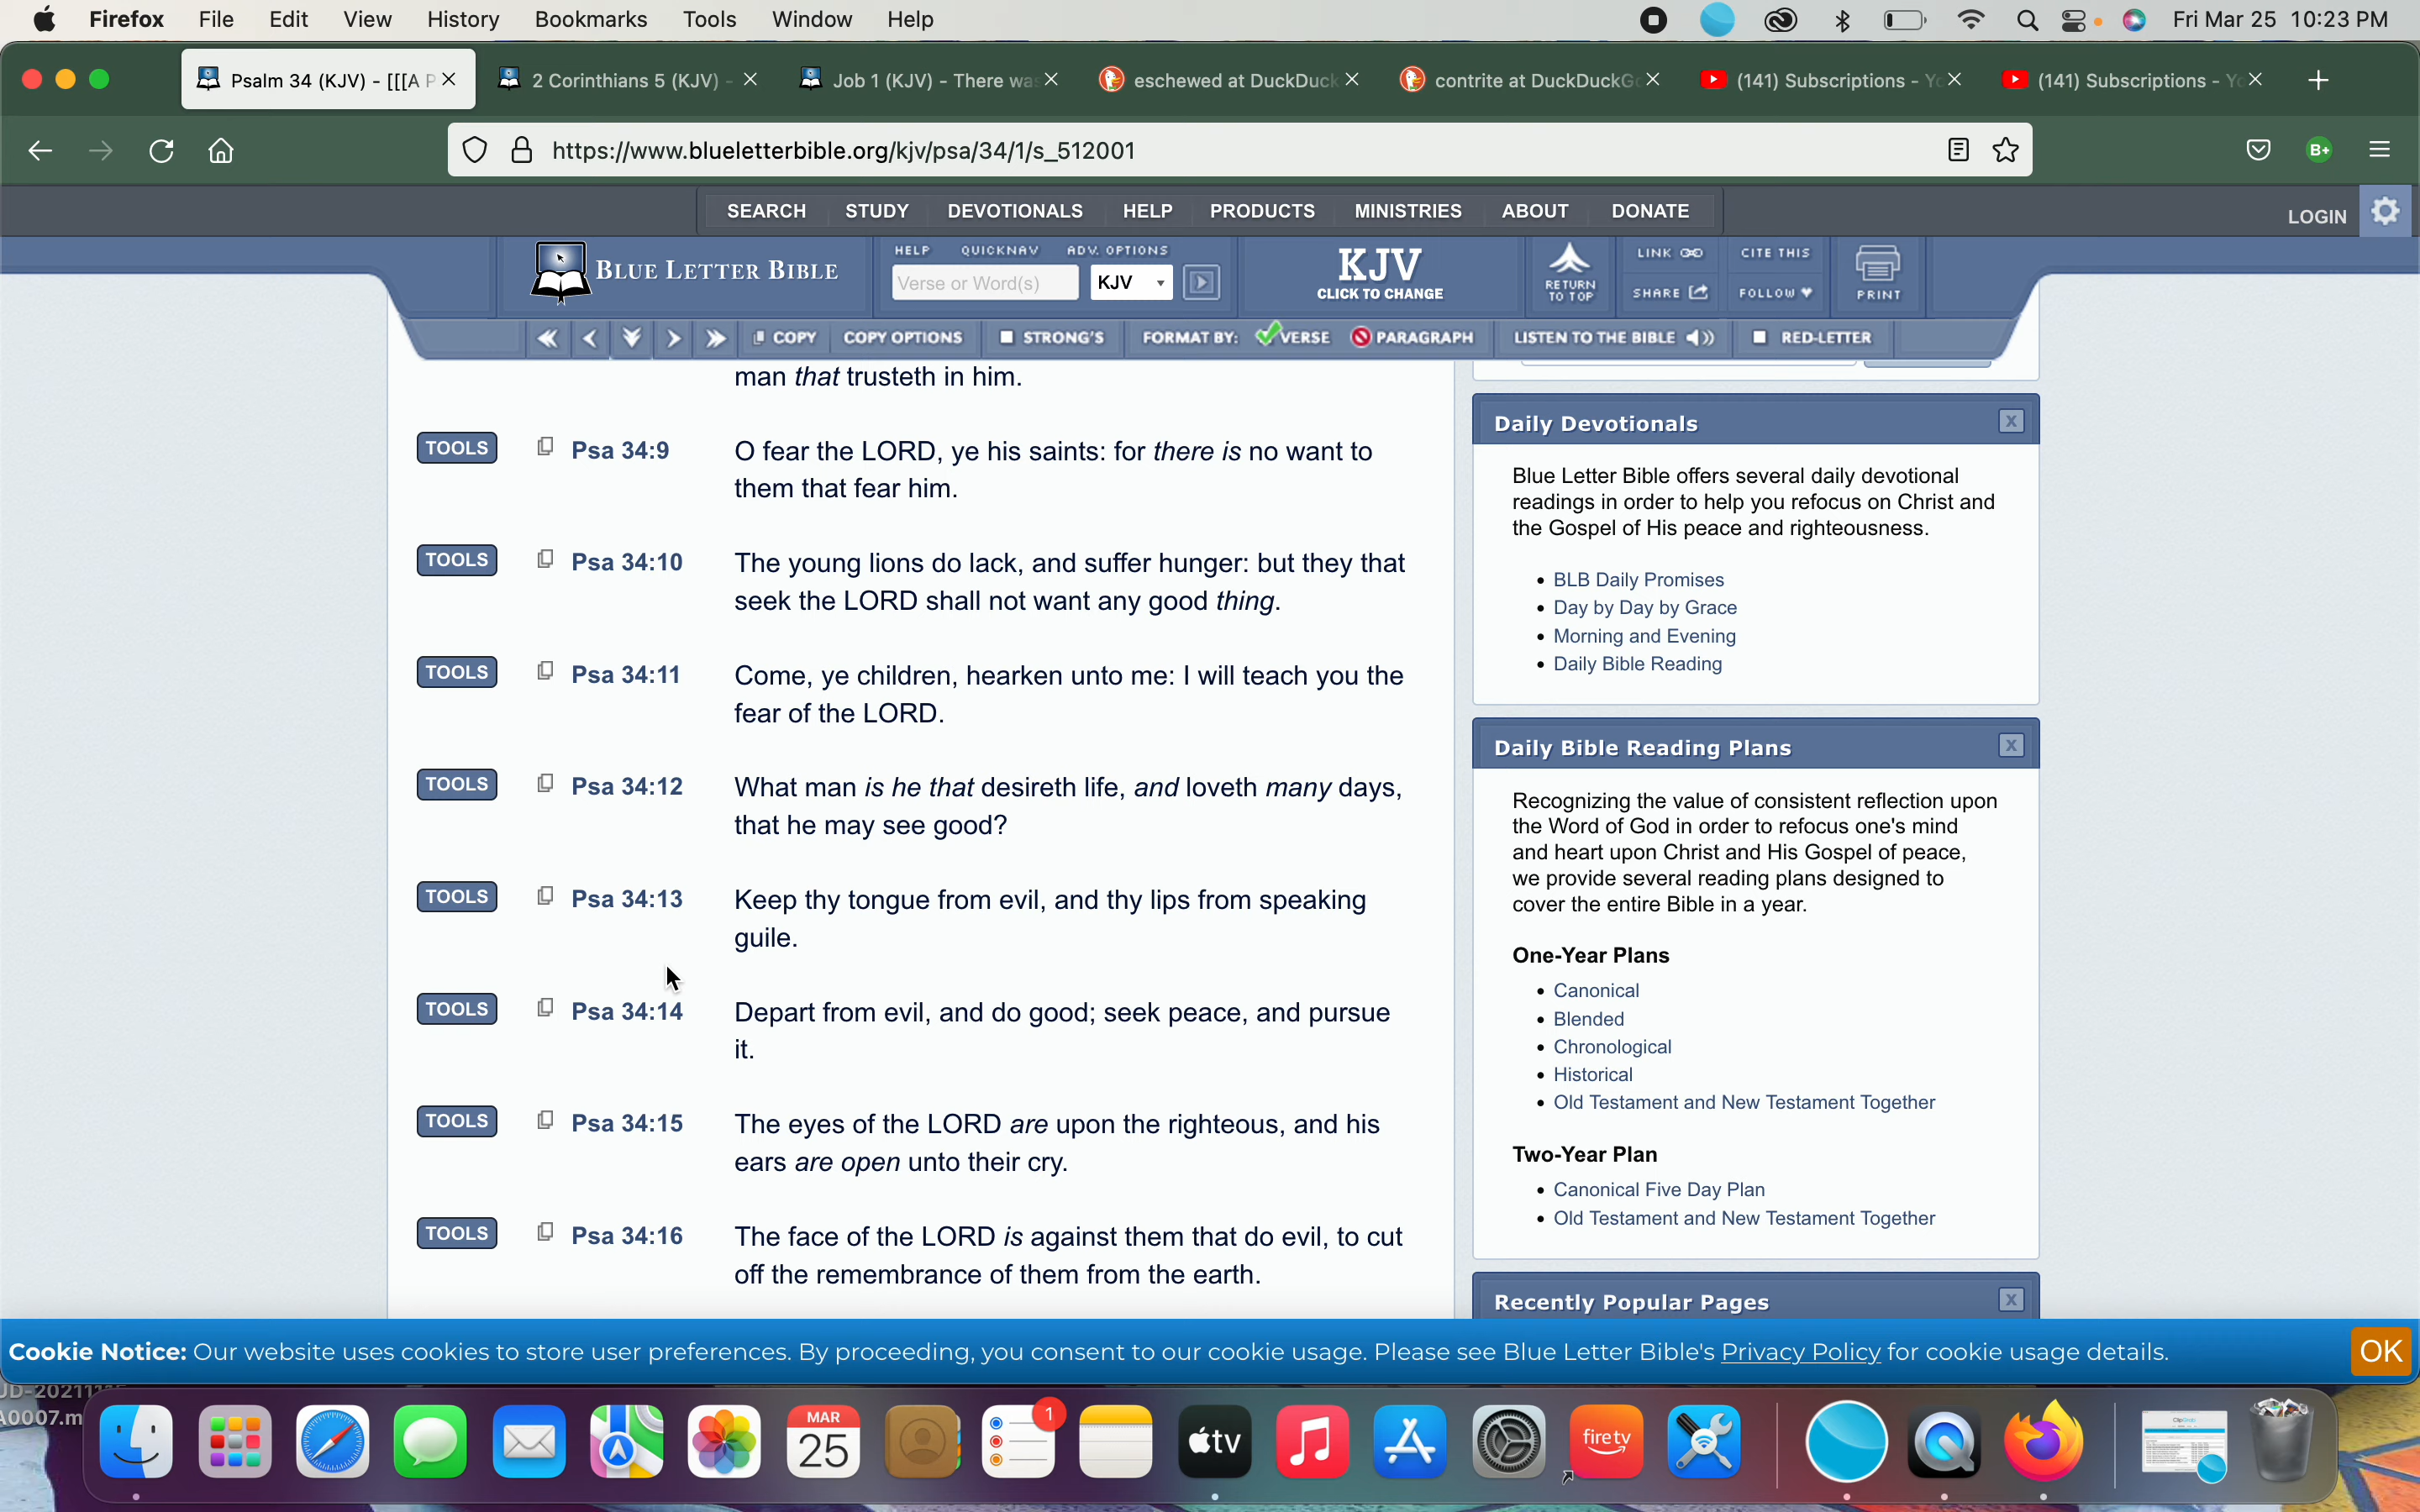 Firefox File Edit View History Bookmarks Tools Window Help Fri Mar 25 10:23 PM
Psalm 34 (KJV) - [[[A P 2 Corinthians 5 (KJV) - Job 1 (KJV) - There was eschewed at DuckDuck contrite at DuckDuckGo (141) Subscriptions - Yo (141) Subscriptions - Yo
https://www.blueletterbible.org/kjv/psa/34/1/s_512001
B+
SEARCH STUDY DEVOTIONALS HELP PRODUCTS MINISTRIES ABOUT DONATE LOGIN
BLUE LETTER BIBLE
HELP QUICKNAV ADV. OPTIONS
Verse or Word(s) KJV
KJV
CLICK TO CHANGE
RETURN
TO TOP
LINK CITE THIS
SHARE FOLLOW
PRINT
COPY COPY OPTIONS STRONG'S FORMAT BY: VERSE PARAGRAPH LISTEN TO THE BIBLE RED-LETTER
man that trusteth in him.
TOOLS Psa 34:9 O fear the LORD, ye his saints: for there is no want to
them that fear him.
TOOLS Psa 34:10 The young lions do lack, and suffer hunger: but they that
seek the LORD shall not want any good thing.
TOOLS Psa 34:11 Come, ye children, hearken unto me: I will teach you the
fear of the LORD.
TOOLS Psa 34:12 What man is he that desireth life, and loveth many days,
that he may see good?
TOOLS Psa 34:13 Keep thy tongue from evil, and thy lips from speaking
guile.
TOOLS Psa 34:14 Depart from evil, and do good; seek peace, and pursue
it.
TOOLS Psa 34:15 The eyes of the LORD are upon the righteous, and his
ears are open unto their cry.
TOOLS Psa 34:16 The face of the LORD is against them that do evil, to cut
off the remembrance of them from the earth.
Daily Devotionals X
Blue Letter Bible offers several daily devotional
readings in order to help you refocus on Christ and
the Gospel of His peace and righteousness.
• BLB Daily Promises
• Day by Day by Grace
• Morning and Evening
• Daily Bible Reading
Daily Bible Reading Plans X
Recognizing the value of consistent reflection upon
the Word of God in order to refocus one's mind
and heart upon Christ and His Gospel of peace,
we provide several reading plans designed to
cover the entire Bible in a year.
One-Year Plans
• Canonical
• Blended
• Chronological
• Historical
• Old Testament and New Testament Together
Two-Year Plan
• Canonical Five Day Plan
• Old Testament and New Testament Together
Recently Popular Pages X
Cookie Notice: Our website uses cookies to store user preferences. By proceeding, you consent to our cookie usage. Please see Blue Letter Bible's Privacy Policy for cookie usage details. OK
A0007.m
MAR
25
1
tv
fire tv